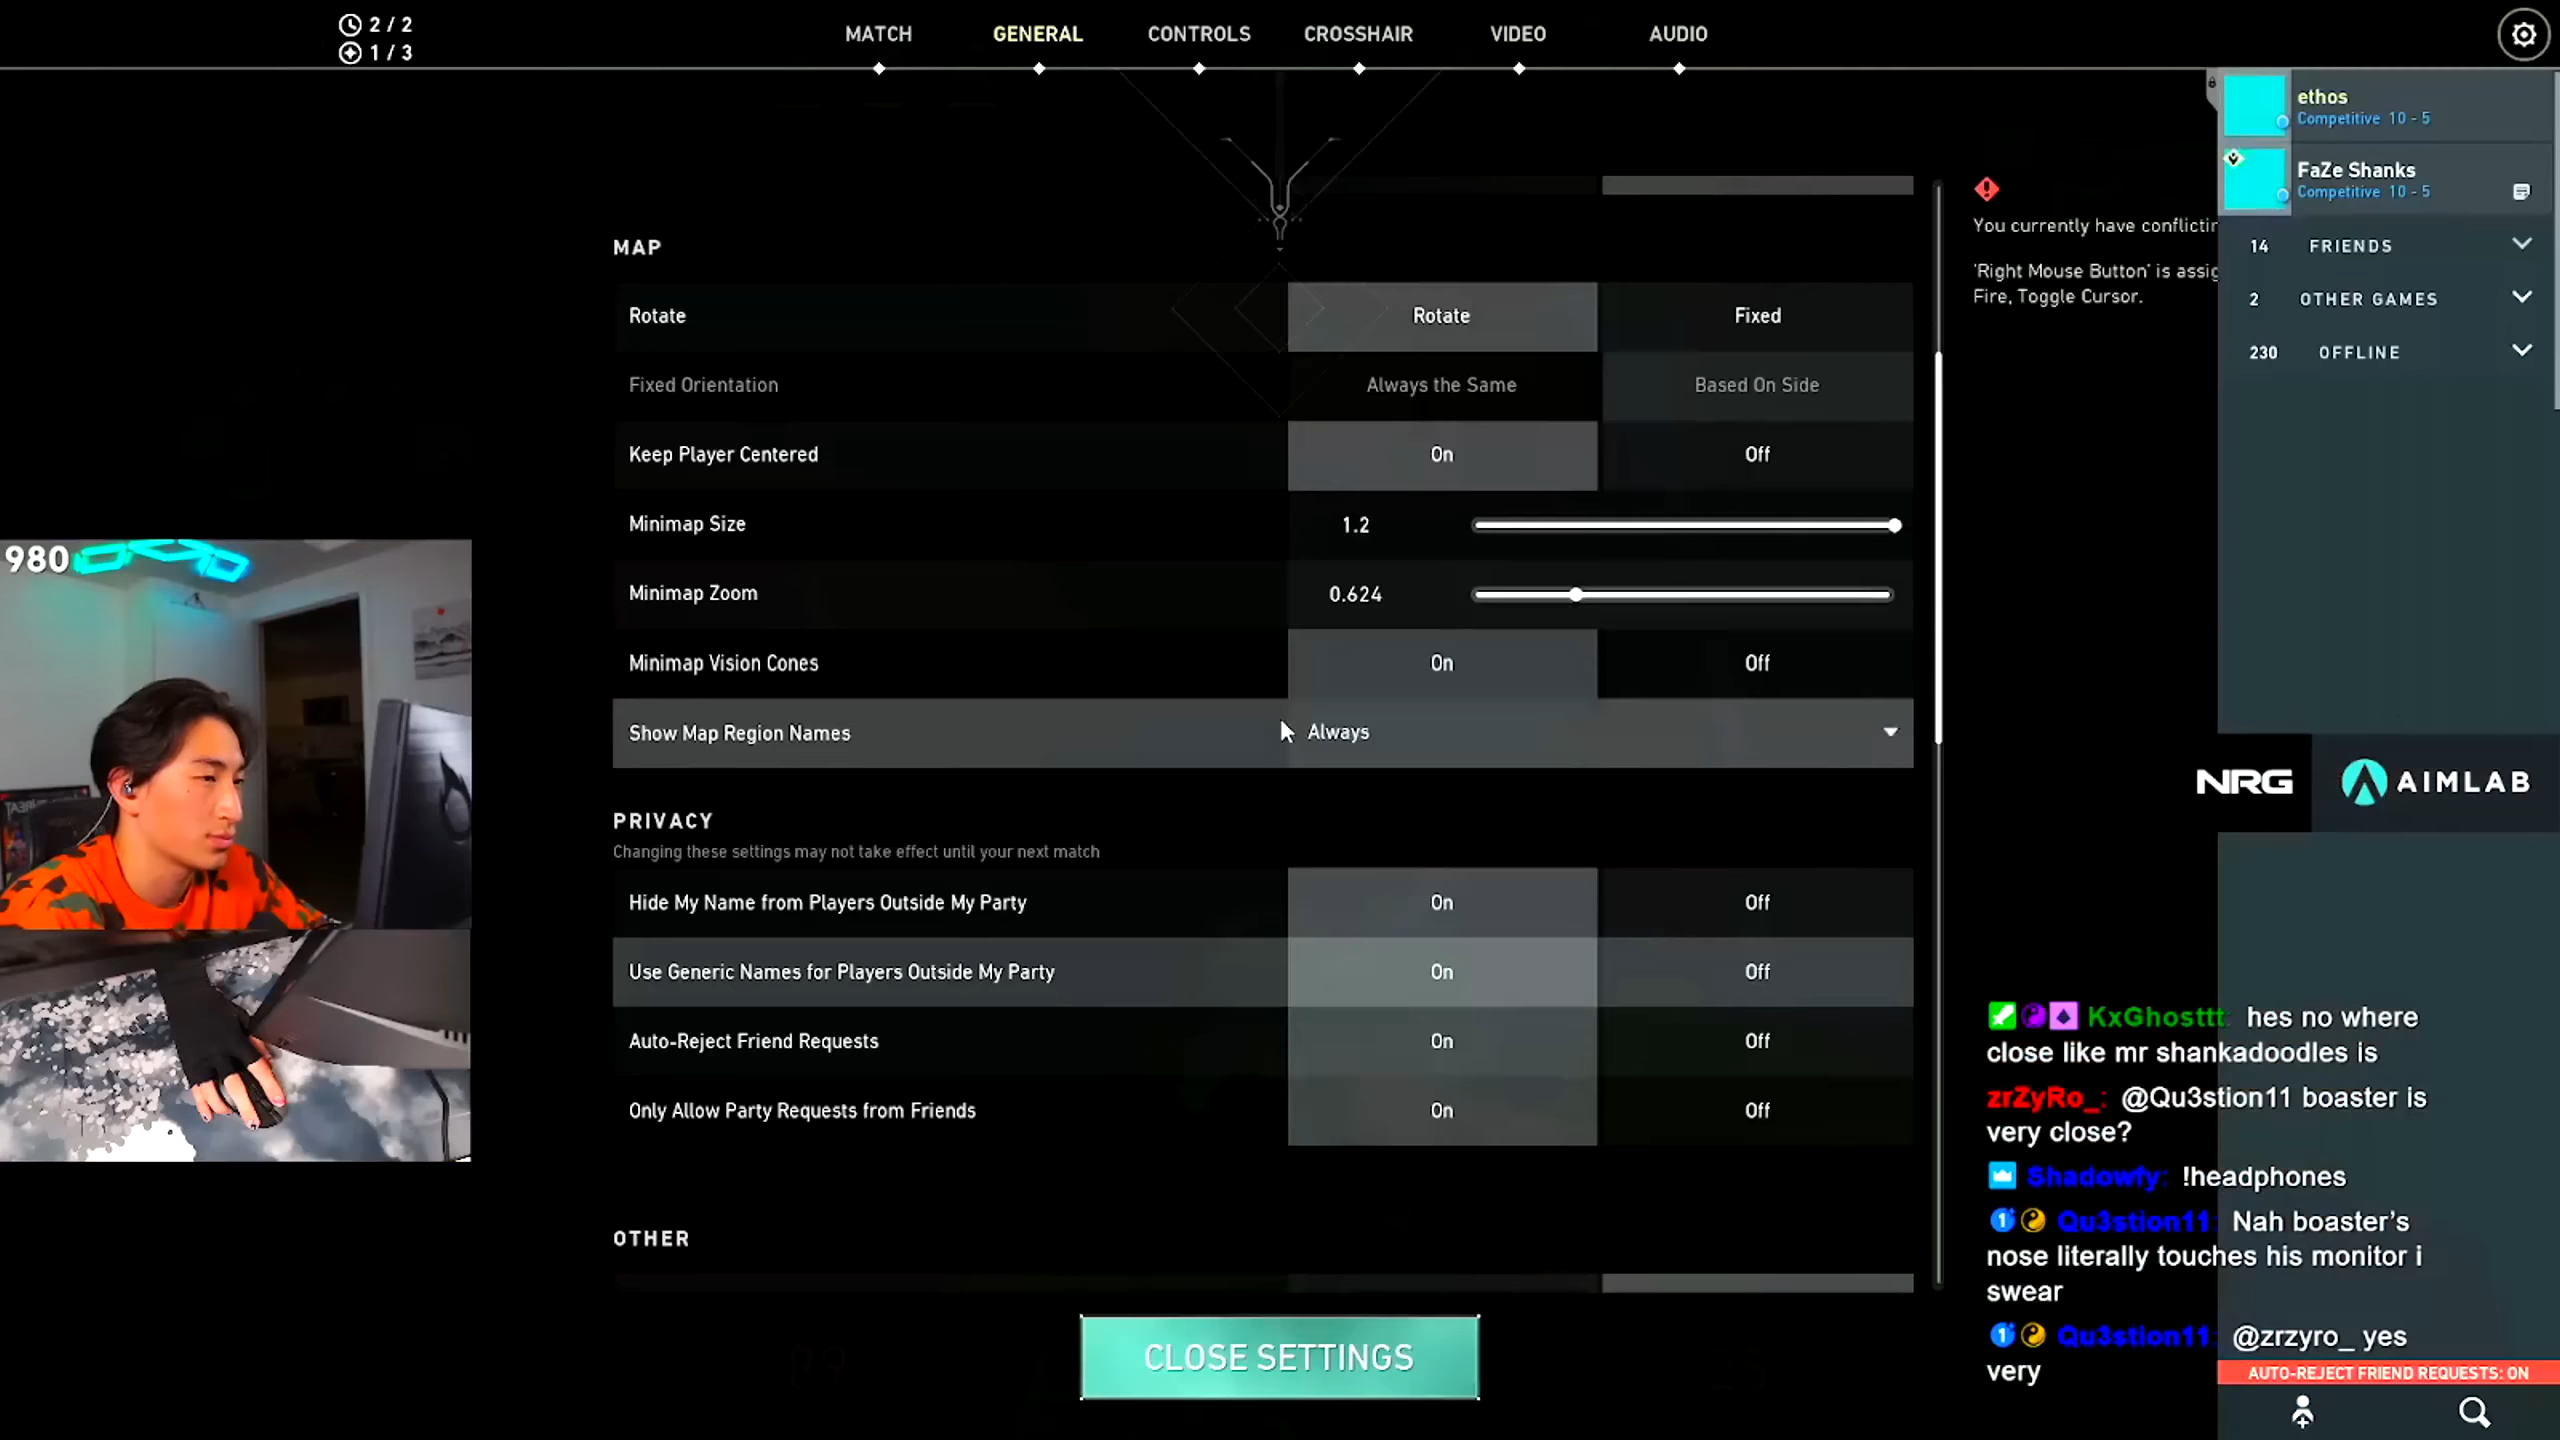 2 / 2
1 / 3
MATCH
GENERAL
CONTROLS
CROSSHAIR
VIDEO
AUDIO
ethos
Competitive 10 - 5
FaZe Shanks
Competitive 10 - 5
14 FRIENDS
2 OTHER GAMES
230 OFFLINE
You currently have conflictin
'Right Mouse Button' is assig
Fire, Toggle Cursor.
MAP
Rotate Rotate Fixed
Fixed Orientation Always the Same Based On Side
Keep Player Centered On Off
Minimap Size 1.2
Minimap Zoom 0.624
Minimap Vision Cones On Off
Show Map Region Names Always
PRIVACY
Changing these settings may not take effect until your next match
Hide My Name from Players Outside My Party On Off
Use Generic Names for Players Outside My Party On Off
Auto-Reject Friend Requests On Off
Only Allow Party Requests from Friends On Off
OTHER
CLOSE SETTINGS
980
NRG
AIMLAB
KxGhosttt: hes no where
close like mr shankadoodles is
zrZyRo_: @Qu3stion11 boaster is
very close?
Shadowfy: !headphones
Qu3stion11: Nah boaster's
nose literally touches his monitor i
swear
Qu3stion11: @zrzyro_ yes
very
AUTO-REJECT FRIEND REQUESTS: ON